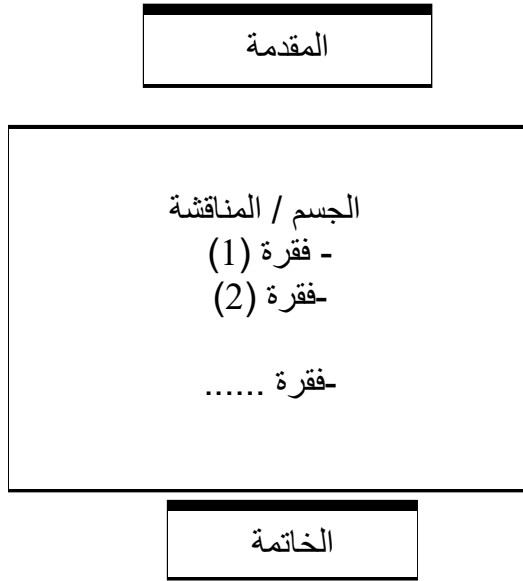 المقدمة
الجسم / المناقشة
- فقرة (1)
-فقرة (2)
-فقرة ......
الخاتمة